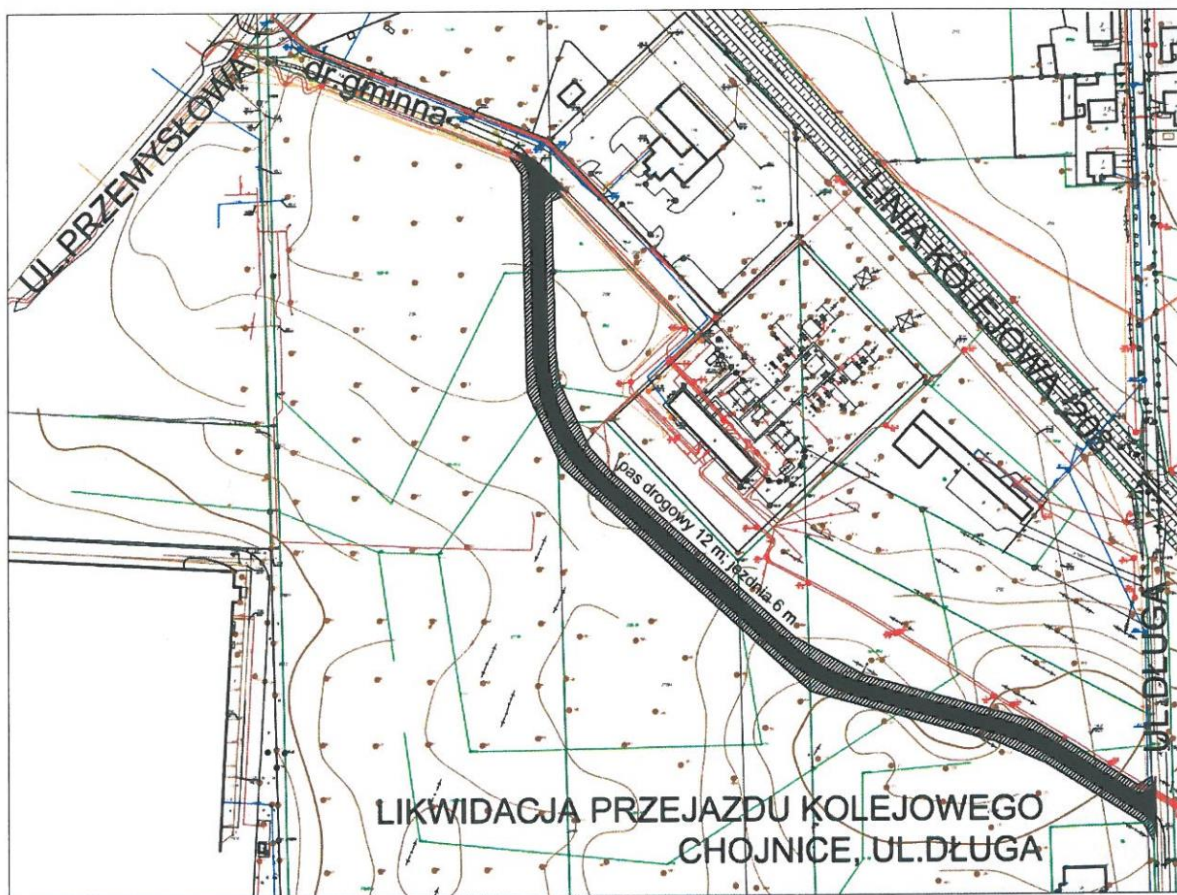 dr.gminna
UL.PRZEMYSŁOWA
LINIA KOLEJOWA
pas drogowy 12 m, jezdnia 6 m
UL.DŁUGA
LIKWIDACJA PRZEJAZDU KOLEJOWEGO
CHOJNICE, UL.DŁUGA